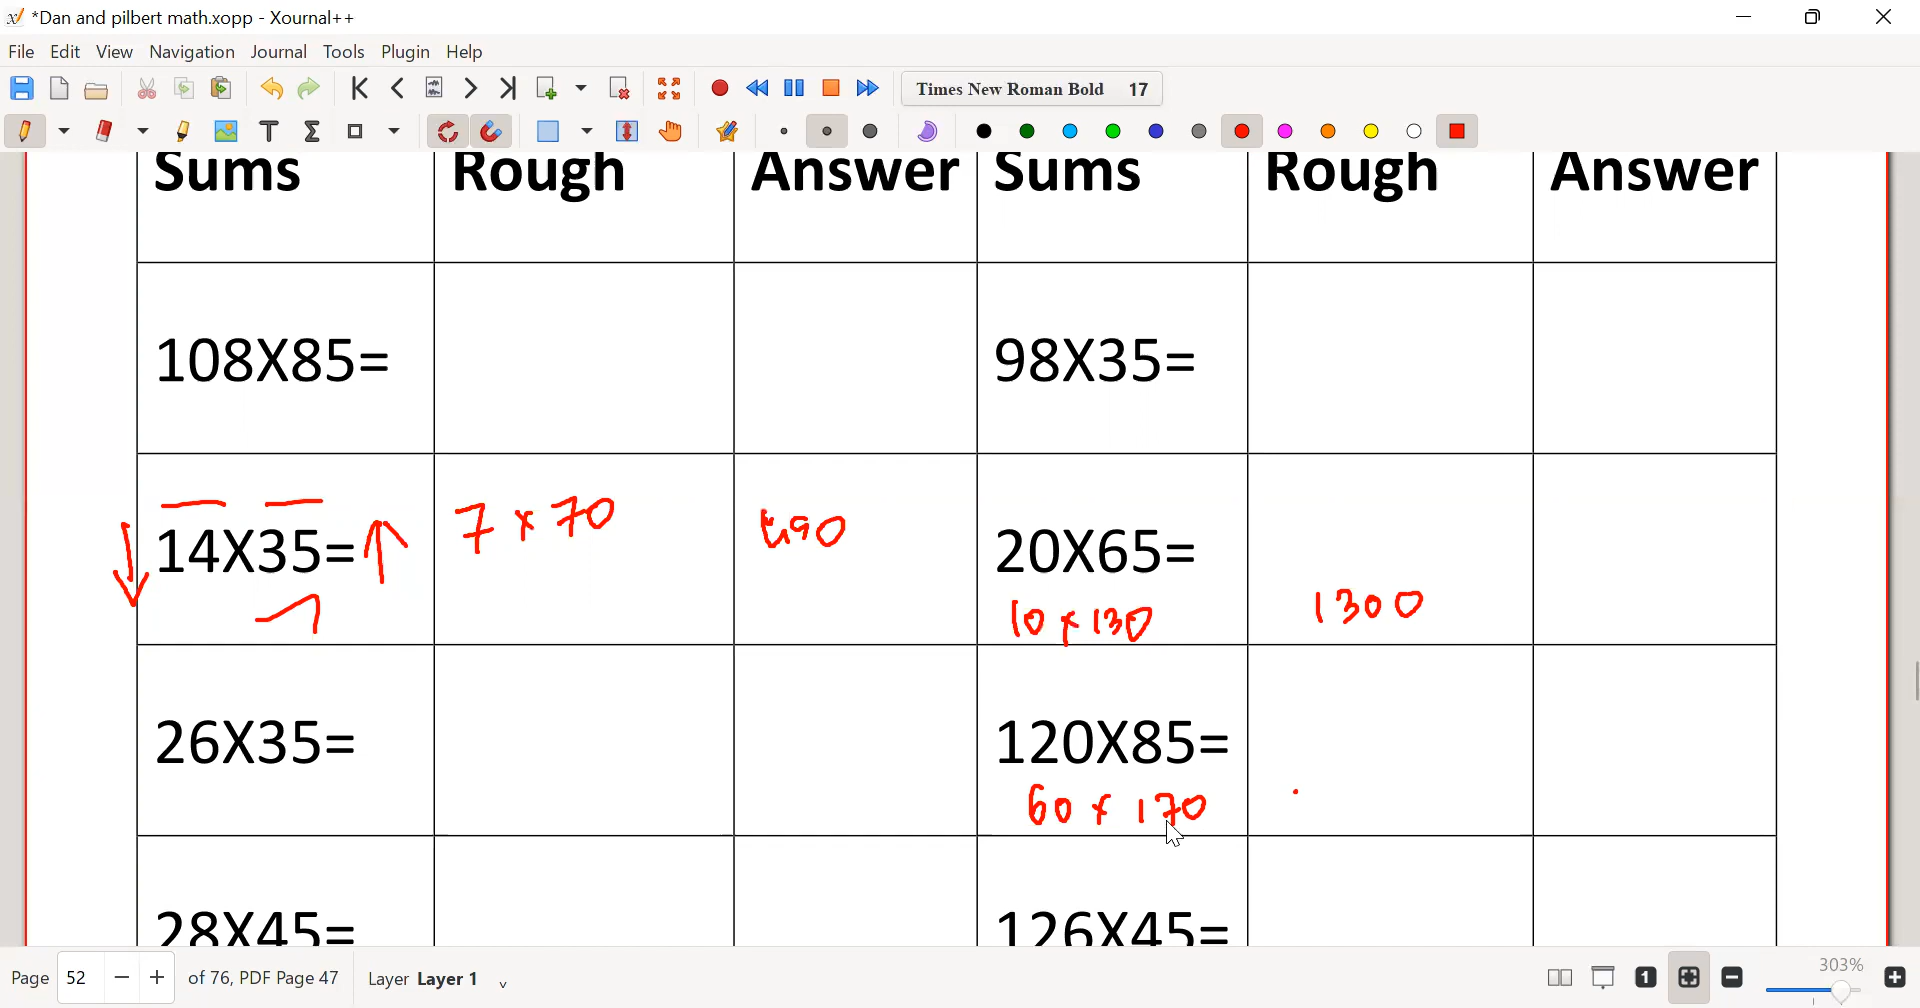 *Dan and pilbert math.xopp - Xournal++
File Edit View Navigation Journal Tools Plugin Help
Times New Roman Bold 17
Sums Rough Answer Sums Rough Answer
108X85= 98X35=
14X35= 7 x 70 490 20X65=
10 x 130 1300
26X35= 120X85=
60 x 170
28X45= 126X45=
Page 52 of 76, PDF Page 47 Layer Layer 1 1 303%